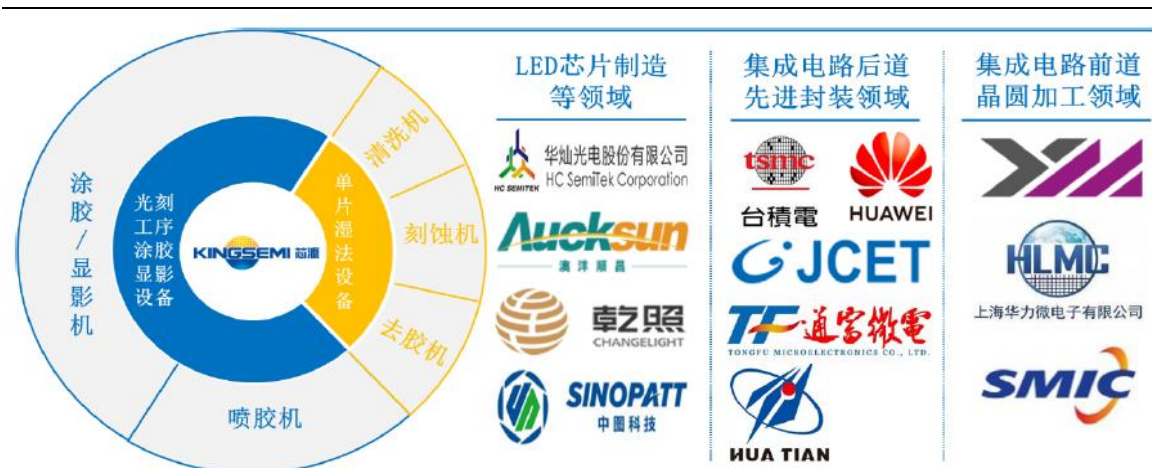 涂胶/显影机
光刻工序涂胶显影设备
KINGSEMI 芯源
单片湿法设备
清洗机
刻蚀机
去胶机
喷胶机
LED芯片制造
等领域
华灿光电股份有限公司
HC SEMITEK
HC SemiTek Corporation
Aucksun
澳洋顺昌
乾照
CHANGELIGHT
SINOPATT
中图科技
集成电路后道
先进封装领域
tsmc
台積電
HUAWEI
JCET
TF 通富微電
TONGFU MICROELECTRONICS CO., LTD.
HUA TIAN
集成电路前道
晶圆加工领域
HLMC
上海华力微电子有限公司
SMIC